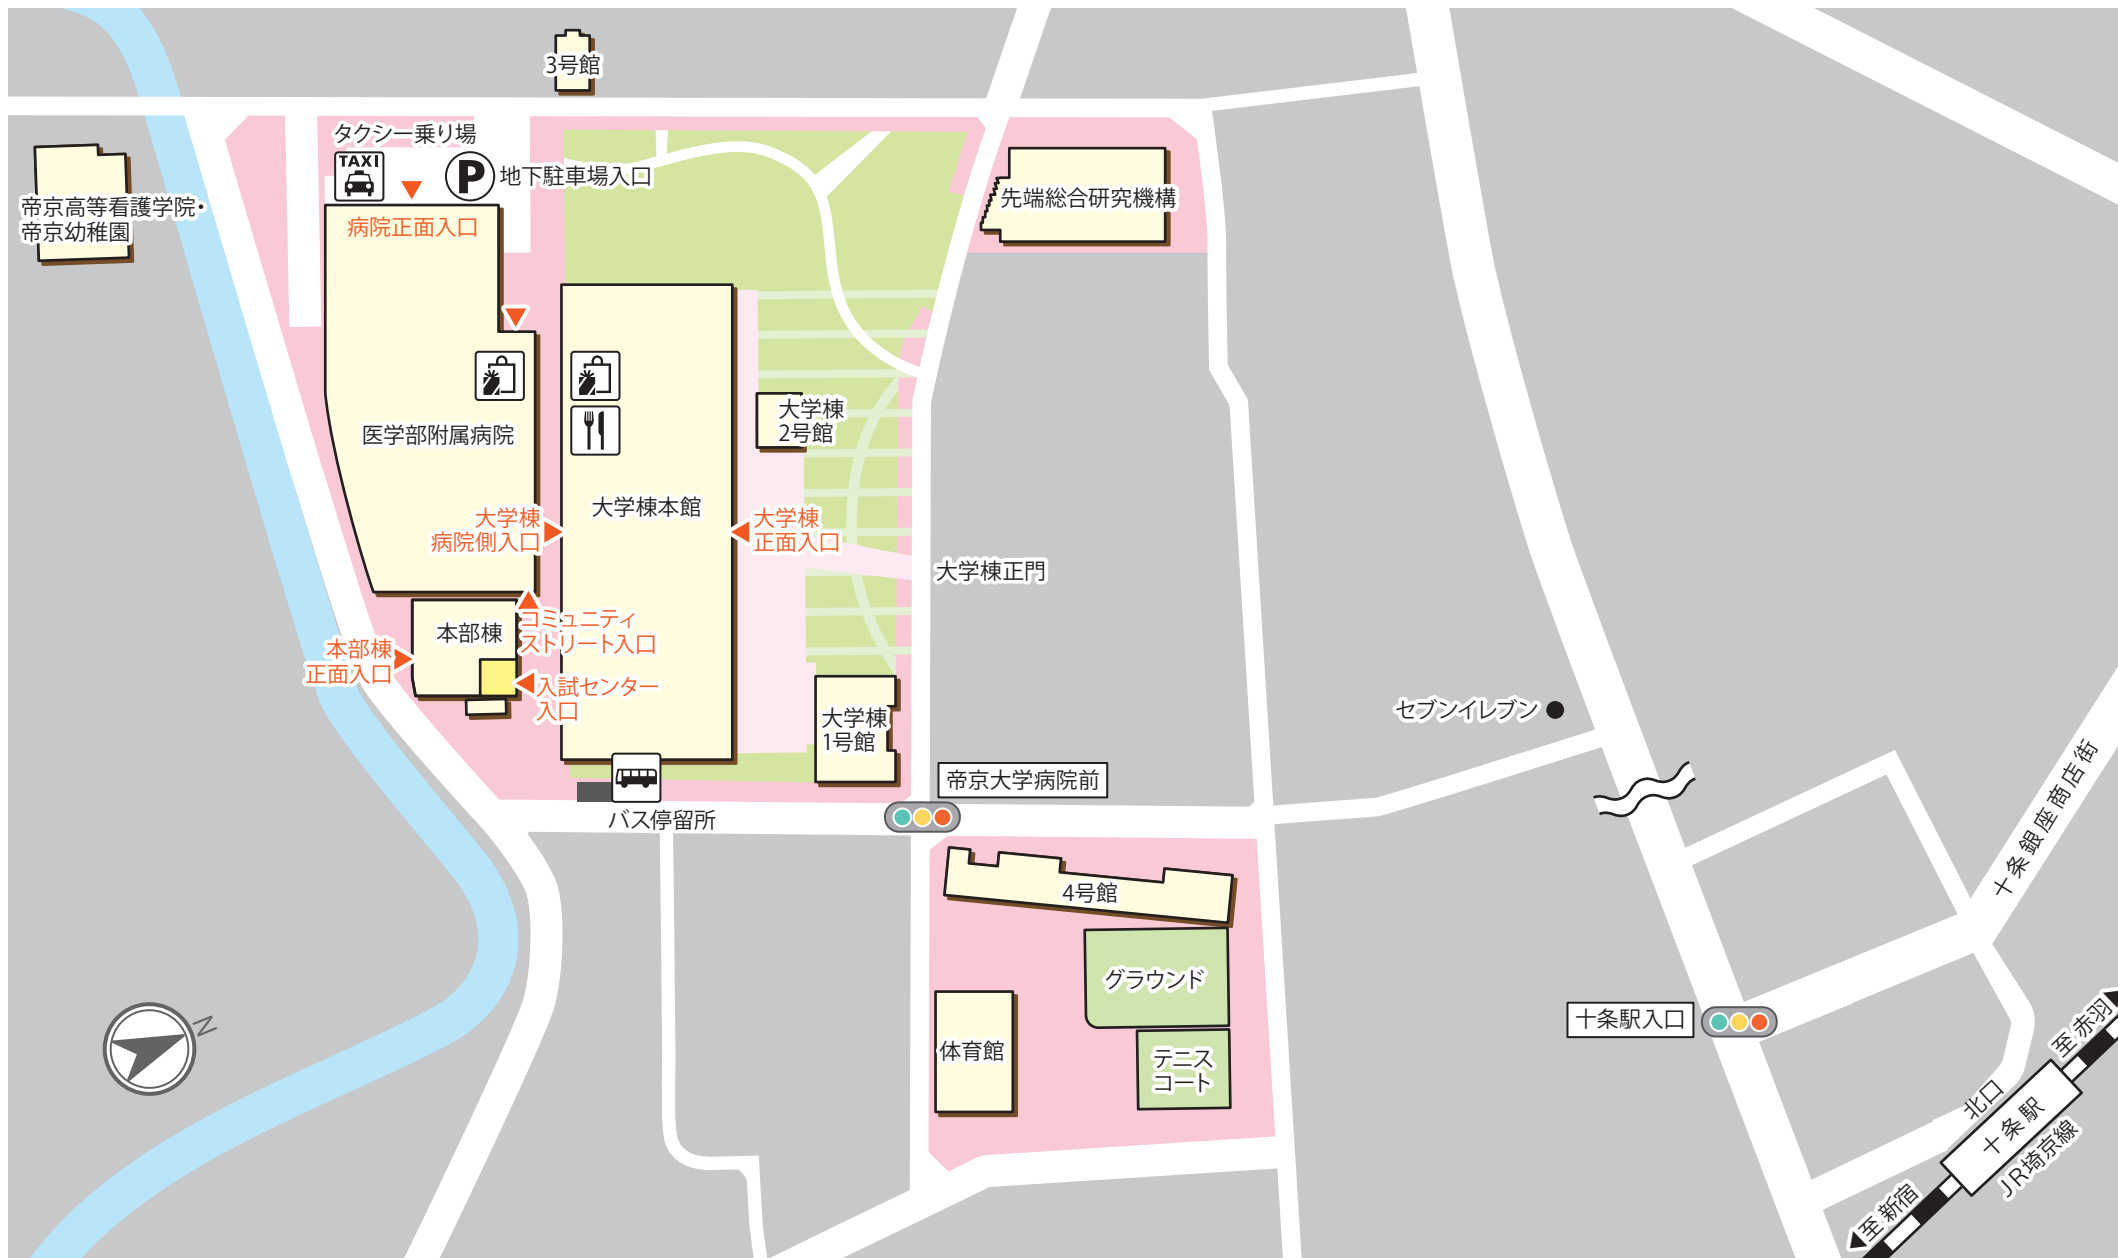 3号館
タクシー乗り場
TAXI
P
地下駐車場入口
病院正面入口
帝京高等看護学院・
帝京幼稚園
先端総合研究機構
医学部附属病院
大学棟
2号館
大学棟本館
大学棟
病院側入口
大学棟
正面入口
大学棟正門
コミュニティ
ストリート入口
本部棟
本部棟
正面入口
入試センター
入口
大学棟
1号館
セブンイレブン
帝京大学病院前
バス停留所
十条銀座商店街
4号館
グラウンド
体育館
テニス
コート
十条駅入口
N
至赤羽
北口
十条駅
JR埼京線
至新宿